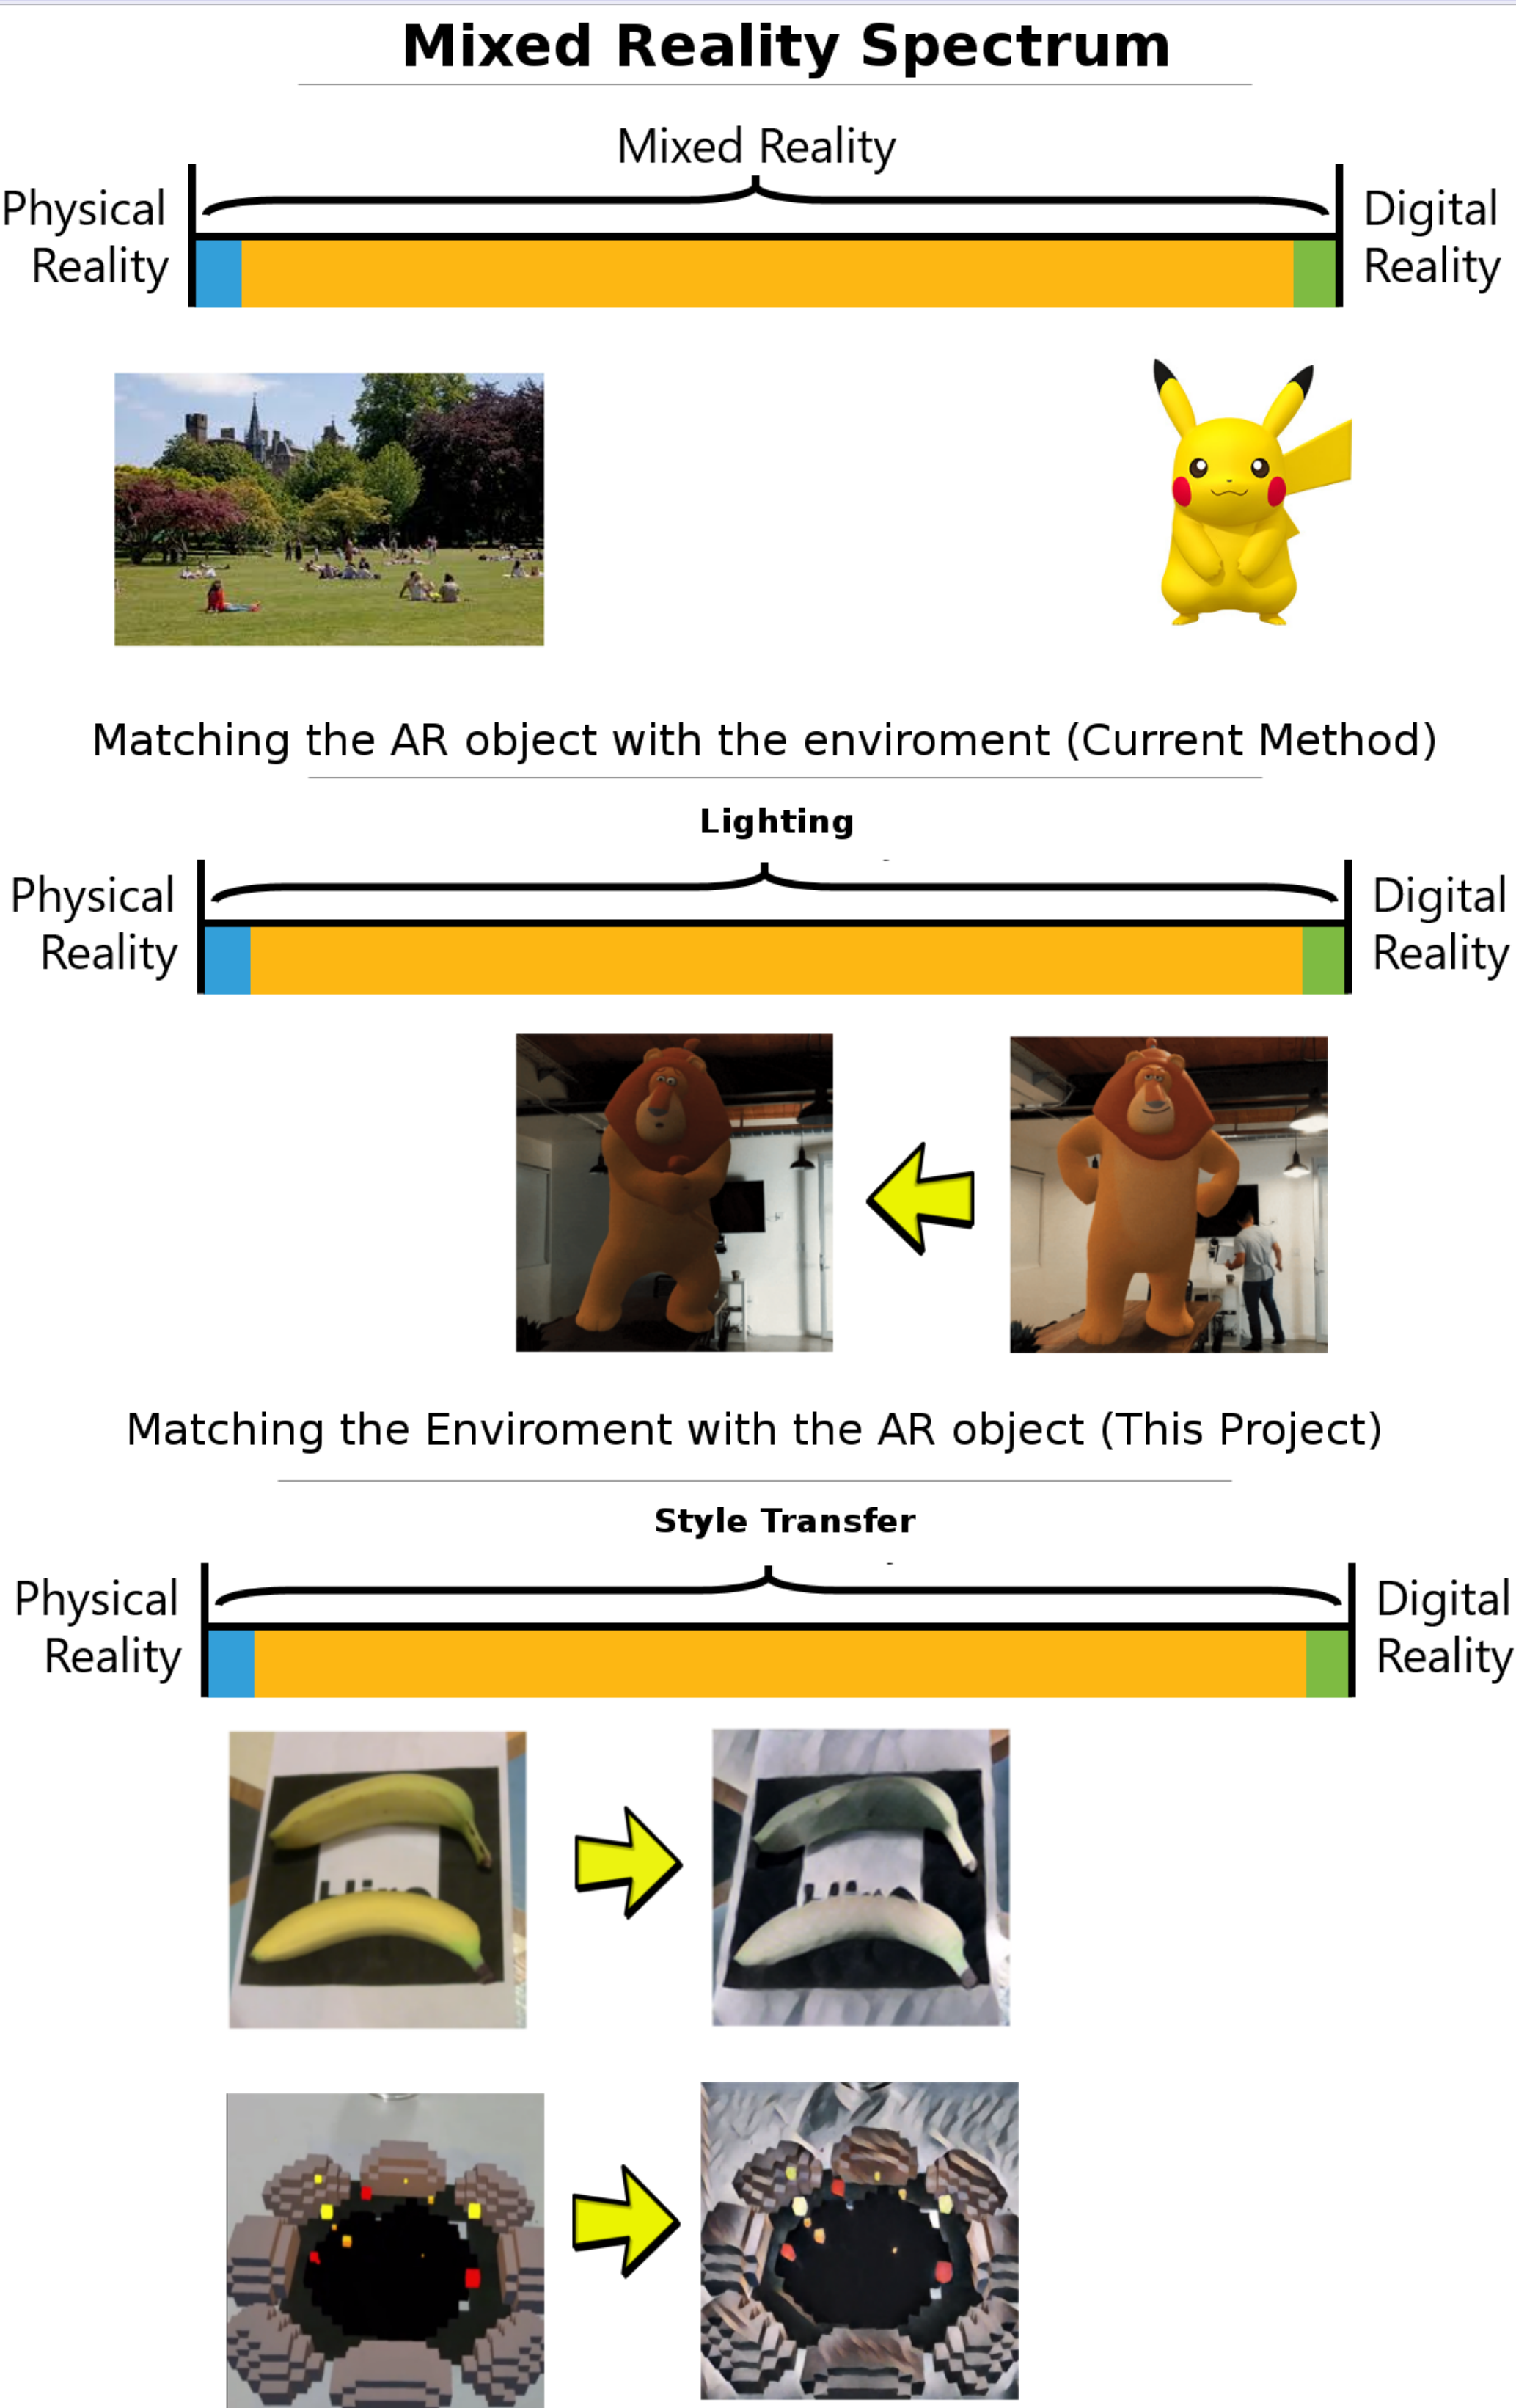 Mixed Reality Spectrum
Mixed Reality
Physical
Reality
Digital
Reality
Matching the AR object with the enviroment (Current Method)
Lighting
Physical
Reality
Digital
Reality
Matching the Enviroment with the AR object (This Project)
Style Transfer
Physical
Reality
Digital
Reality